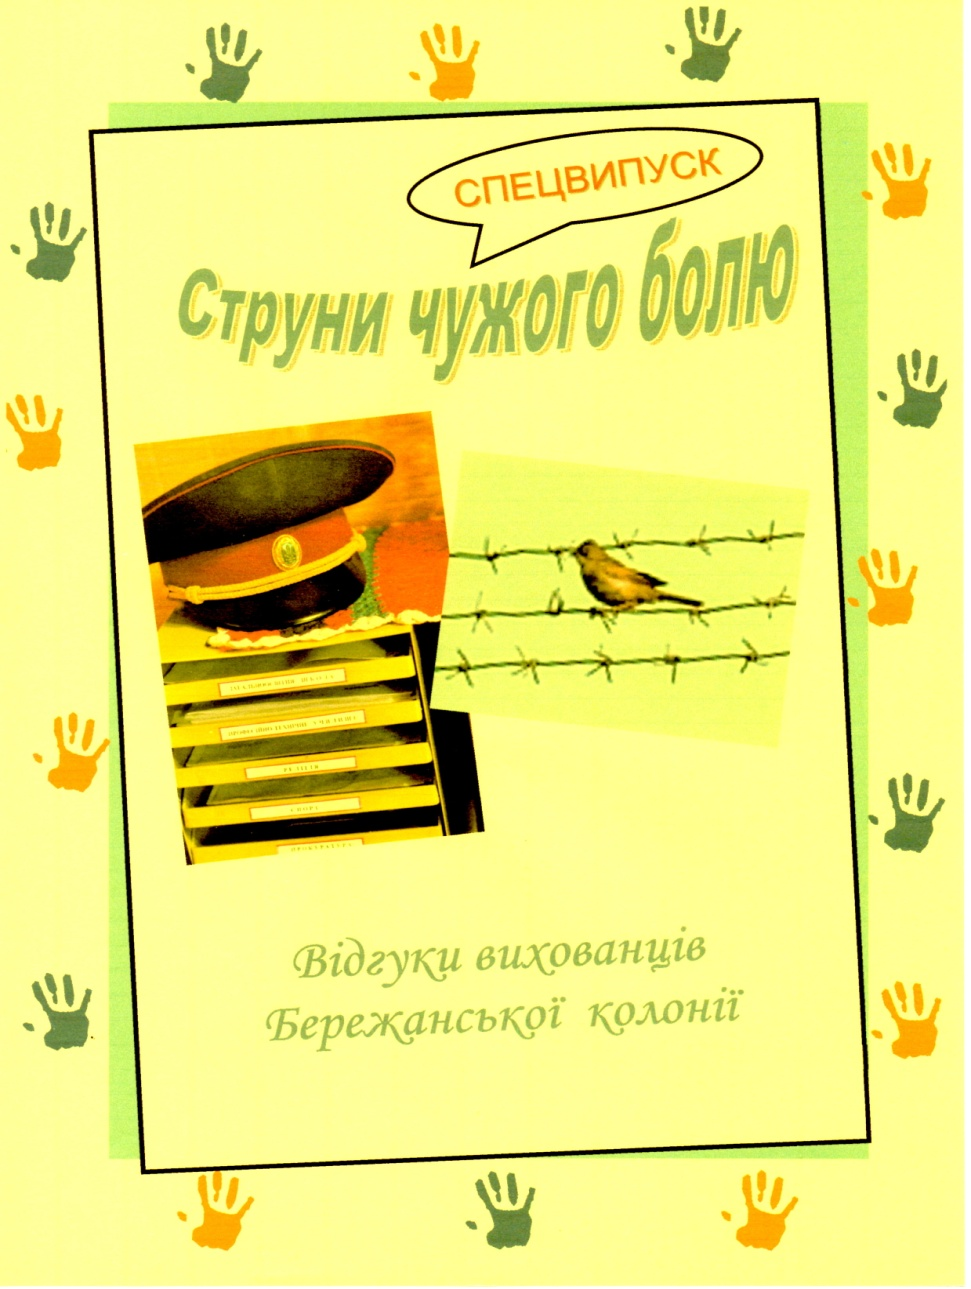 СПЕЦВИПУСК
Струни чужого болю
Відгуки вихованців
Бережанської колонії